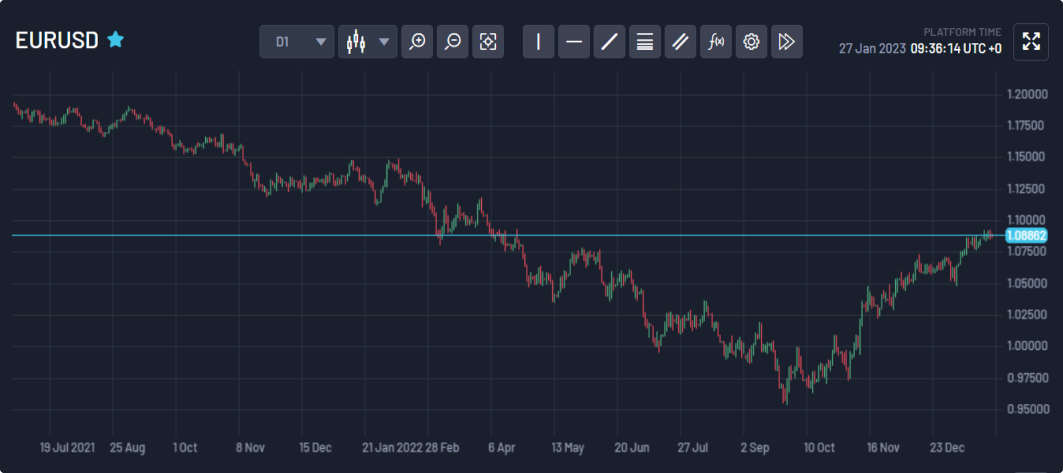 EURUSD
D1
f(x)
PLATFORM TIME
27 Jan 2023 09:36:14 UTC +0
1.20000
1.17500
1.15000
1.12500
1.10000
1.08862
1.07500
1.05000
1.02500
1.00000
0.97500
0.95000
19 Jul 2021 25 Aug 1 Oct 8 Nov 15 Dec 21 Jan 2022 28 Feb 6 Apr 13 May 20 Jun 27 Jul 2 Sep 10 Oct 16 Nov 23 Dec